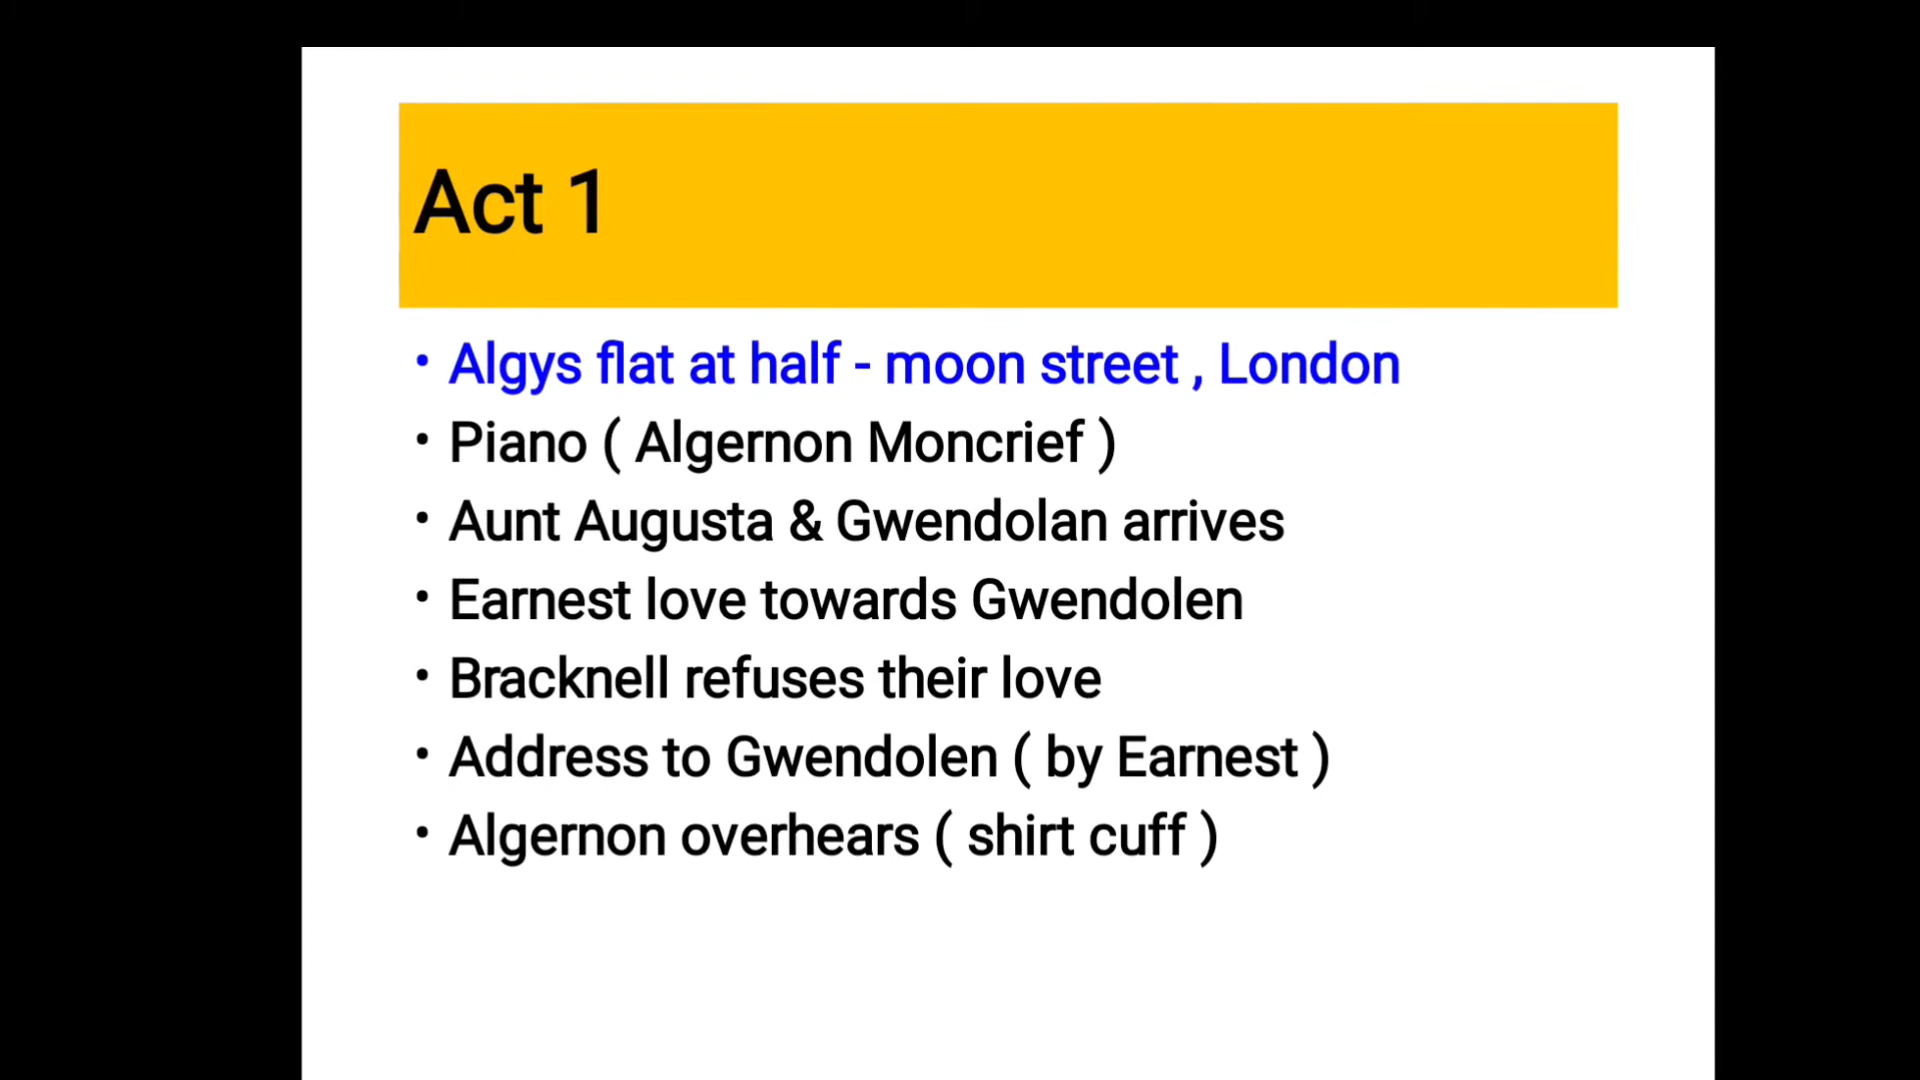 Act 1
• Algys flat at half - moon street , London
• Piano ( Algernon Moncrief )
• Aunt Augusta & Gwendolan arrives
• Earnest love towards Gwendolen
• Bracknell refuses their love
• Address to Gwendolen ( by Earnest )
• Algernon overhears ( shirt cuff )